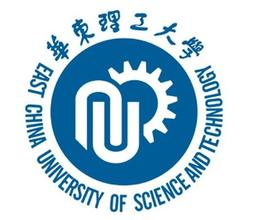 華東理工大學
EAST CHINA UNIVERSITY OF SCIENCE AND TECHNOLOGY